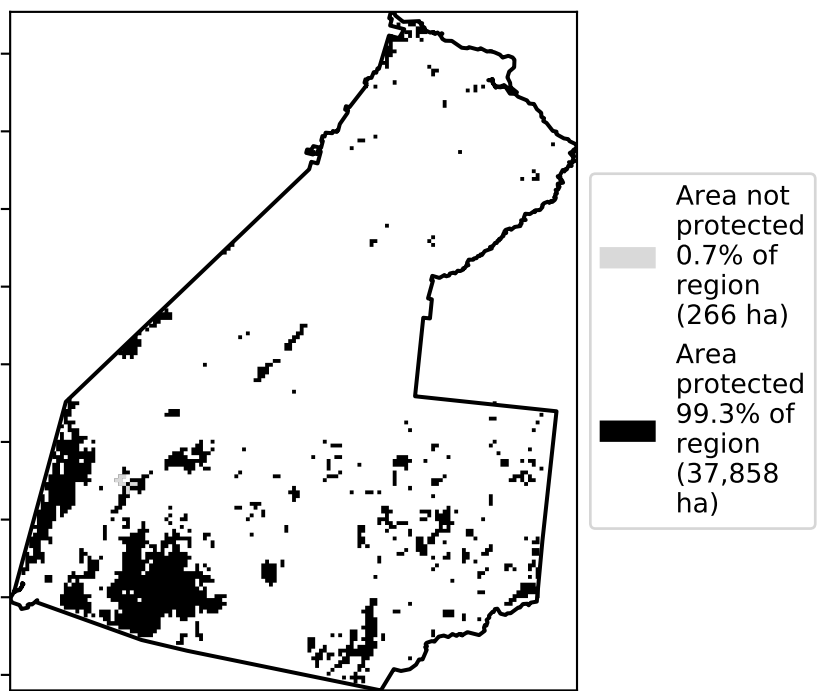 Area not
protected
0.7% of
region
(266 ha)
Area
protected
99.3% of
region
(37,858
ha)